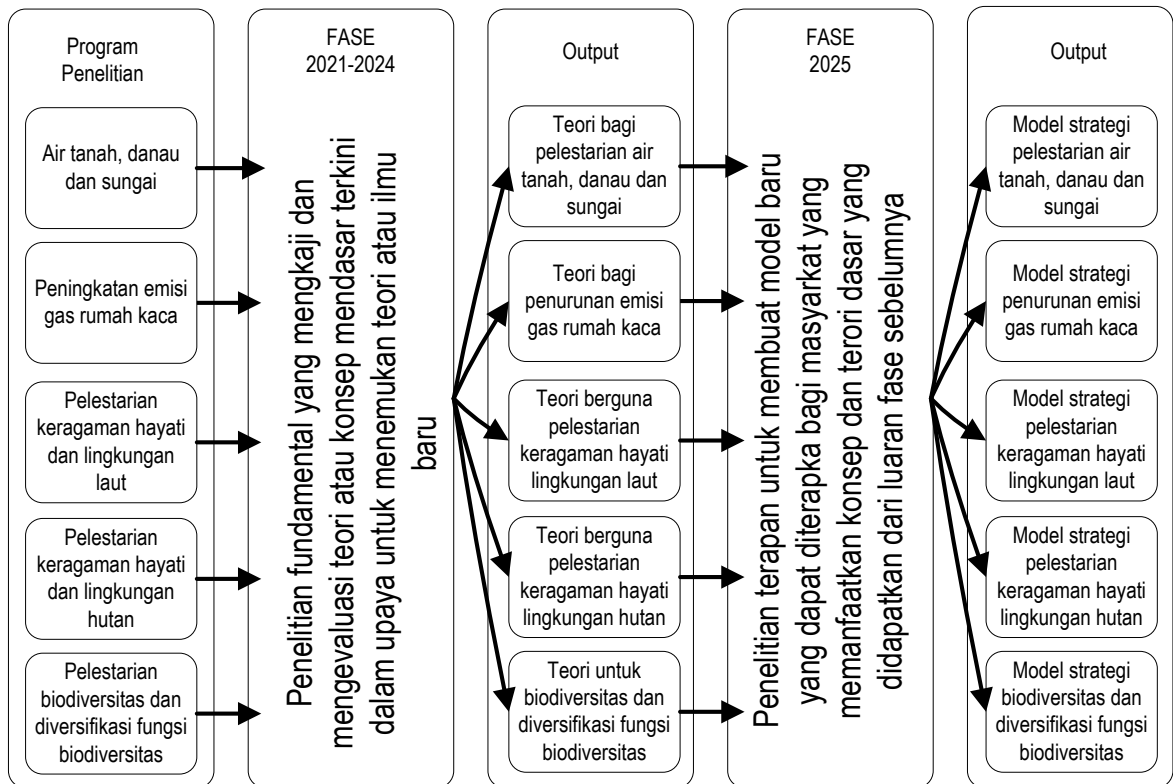 Program
Penelitian
Air tanah, danau
dan sungai
Peningkatan emisi
gas rumah kaca
Pelestarian
keragaman hayati
dan lingkungan
laut
Pelestarian
keragaman hayati
dan lingkungan
hutan
Pelestarian
biodiversitas dan
diversifikasi fungsi
biodiversitas
FASE
2021-2024
Penelitian fundamental yang mengkaji dan
mengevaluasi teori atau konsep mendasar terkini
dalam upaya untuk menemukan teori atau ilmu
baru
Output
Teori bagi
pelestarian air
tanah, danau dan
sungai
Teori bagi
penurunan emisi
gas rumah kaca
Teori berguna
pelestarian
keragaman hayati
lingkungan laut
Teori berguna
pelestarian
keragaman hayati
lingkungan hutan
Teori untuk
biodiversitas dan
diversifikasi fungsi
biodiversitas
FASE
2025
Penelitian terapan untuk membuat model baru
yang dapat diterapka bagi masyarkat yang
memanfaatkan konsep dan terori dasar yang
didapatkan dari luaran fase sebelumnya
Output
Model strategi
pelestarian air
tanah, danau dan
sungai
Model strategi
penurunan emisi
gas rumah kaca
Model strategi
pelestarian
keragaman hayati
lingkungan laut
Model strategi
pelestarian
keragaman hayati
lingkungan hutan
Model strategi
biodiversitas dan
diversifikasi fungsi
biodiversitas